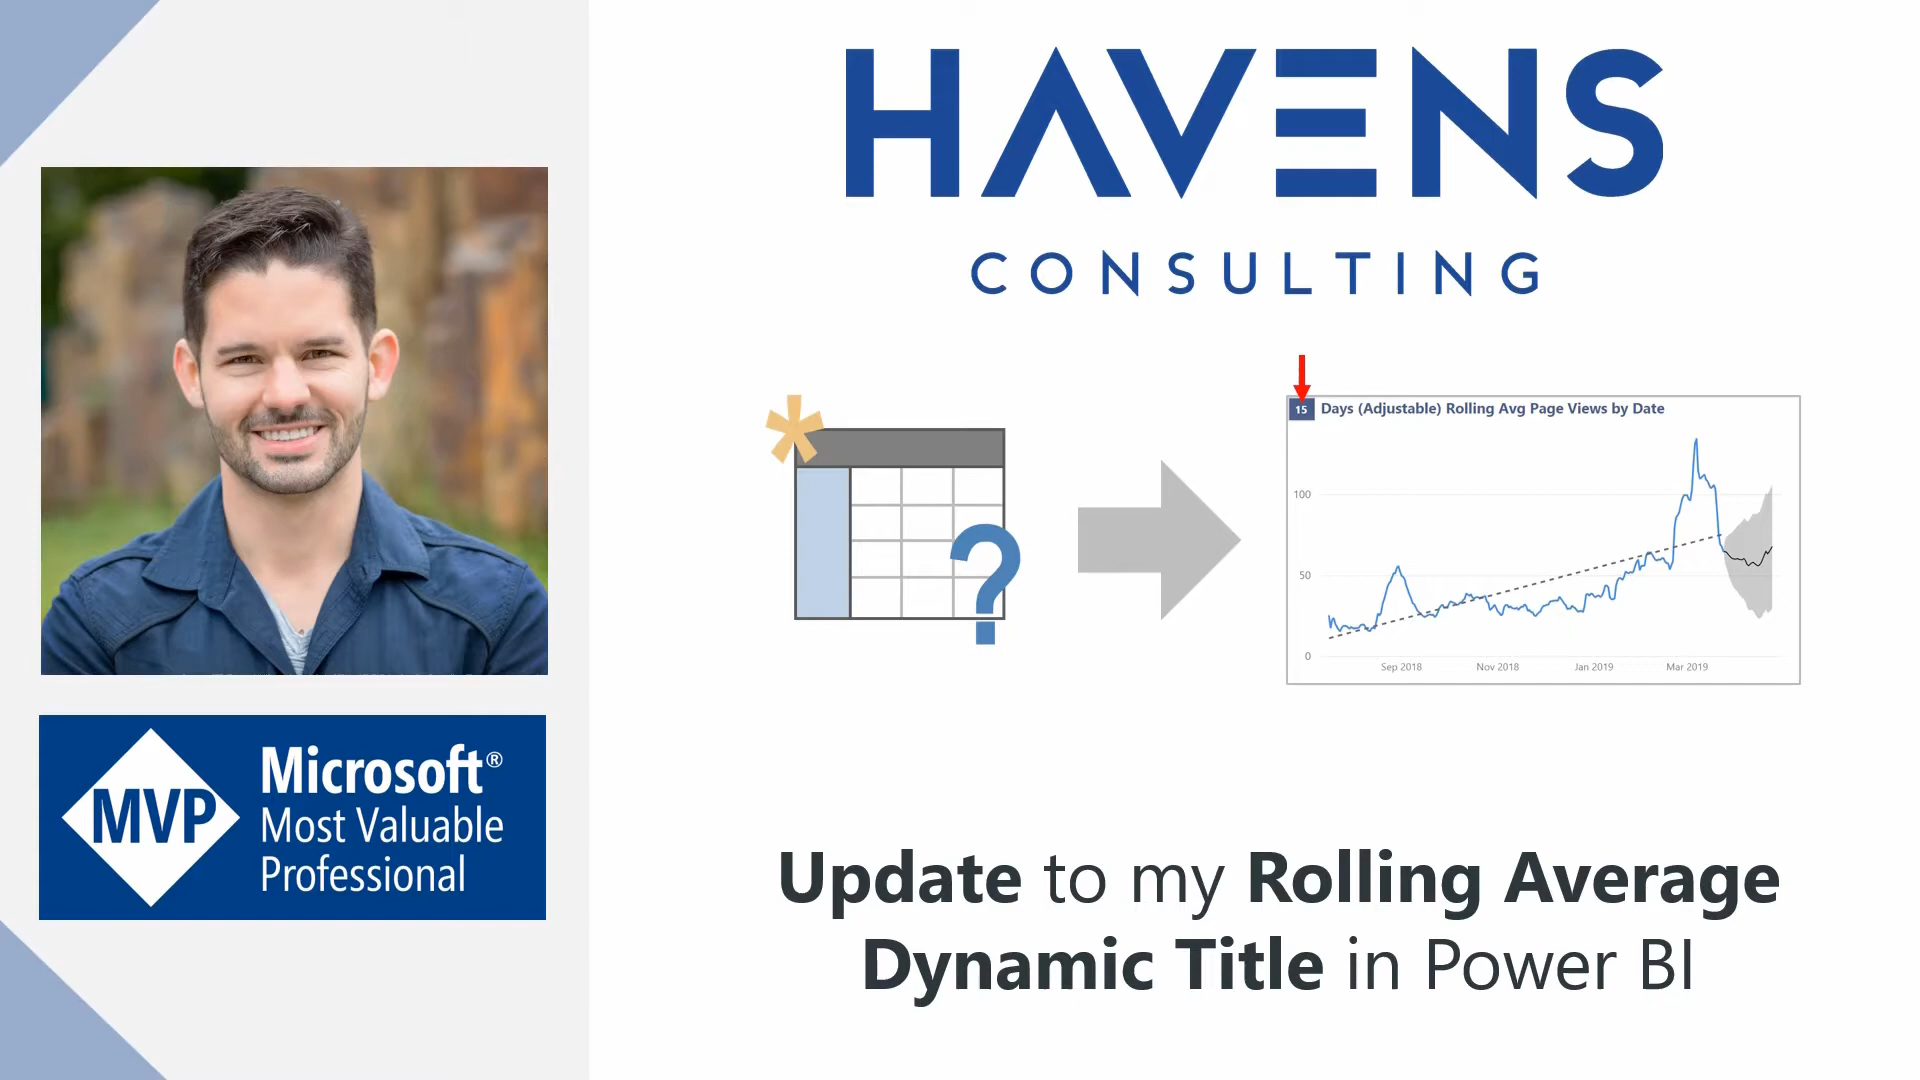 HAVENS
CONSULTING
15 Days (Adjustable) Rolling Avg Page Views by Date
100
50
0
Sep 2018 Nov 2018 Jan 2019 Mar 2019
?
MVP
Microsoft®
Most Valuable
Professional
Update to my Rolling Average
Dynamic Title in Power BI